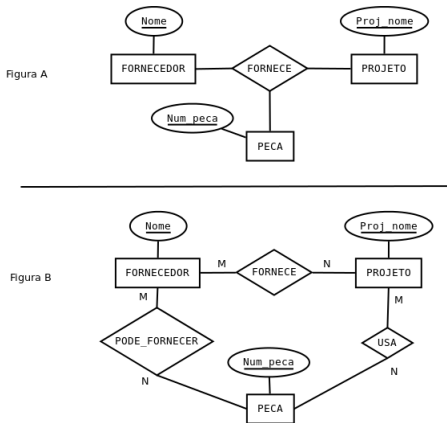 Nome
Proj_nome
Figura A
FORNECEDOR
FORNECE
PROJETO
Num_peca
PECA
Nome
Proj_nome
Figura B
FORNECEDOR
M
FORNECE
N
PROJETO
M
M
PODE_FORNECER
USA
N
Num_peca
N
PECA